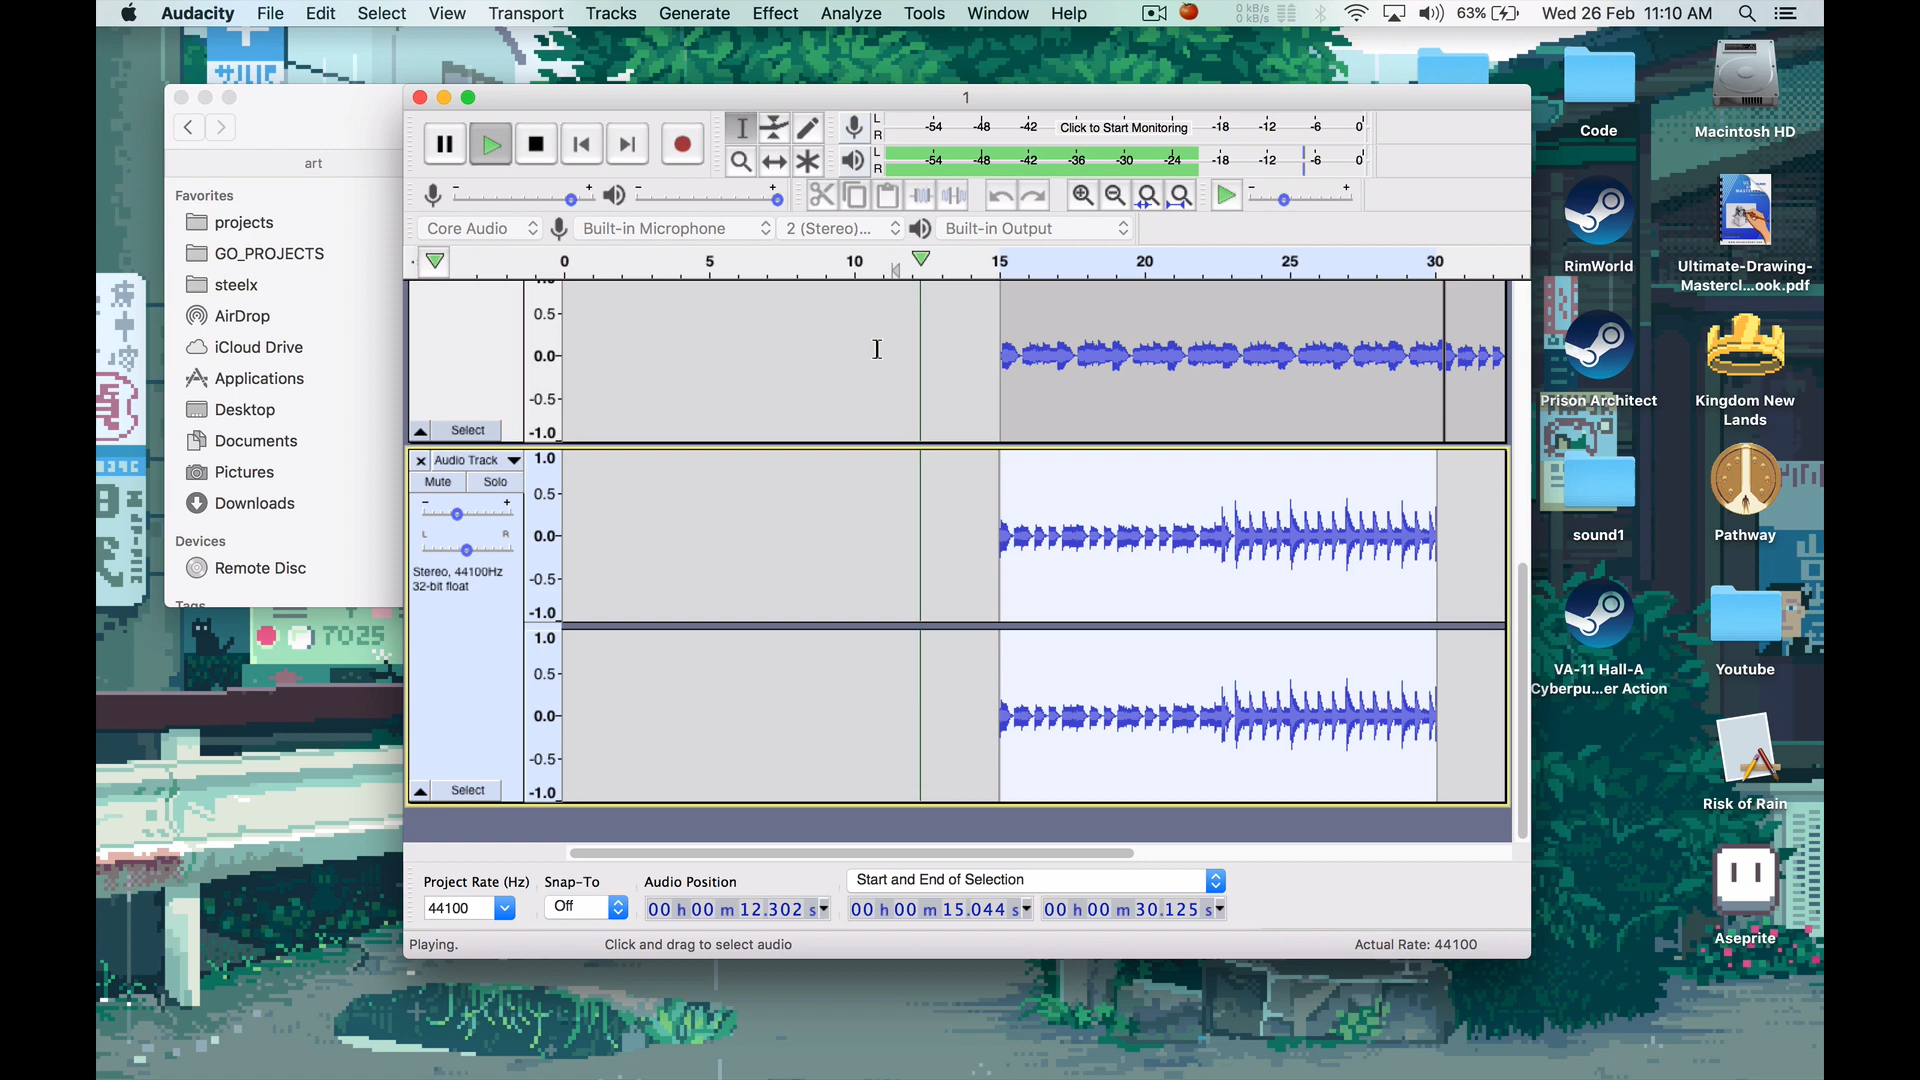 Audacity File Edit Select View Transport Tracks Generate Effect Analyze Tools Window Help 0 kB/s 0 kB/s 63% Wed 26 Feb 11:10 AM
1
art
Favorites
projects
GO_PROJECTS
steelx
AirDrop
iCloud Drive
Applications
Desktop
Documents
Pictures
Downloads
Devices
Remote Disc
Tags
L R -54 -48 -42 Click to Start Monitoring -18 -12 -6 0
L R -54 -48 -42 -36 -30 -24 -18 -12 -6 0
- + - + - +
Core Audio Built-in Microphone 2 (Stereo)... Built-in Output
0 5 10 15 20 25 30
0.5-
0.0-
-0.5-
-1.0
Select
Audio Track
Mute Solo
- +
L R
Stereo, 44100Hz
32-bit float
Select
1.0
0.5-
0.0-
-0.5-
-1.0
1.0
0.5-
0.0-
-0.5-
-1.0
Project Rate (Hz) Snap-To Audio Position Start and End of Selection
44100 Off 00 h 00 m 12.302 s 00 h 00 m 15.044 s 00 h 00 m 30.125 s
Playing. Click and drag to select audio Actual Rate: 44100
Code
Macintosh HD
RimWorld
Ultimate-Drawing-
Mastercl...ook.pdf
Prison Architect
Kingdom New
Lands
sound1
Pathway
VA-11 Hall-A
Cyberpu...er Action
Youtube
Risk of Rain
Aseprite
7025